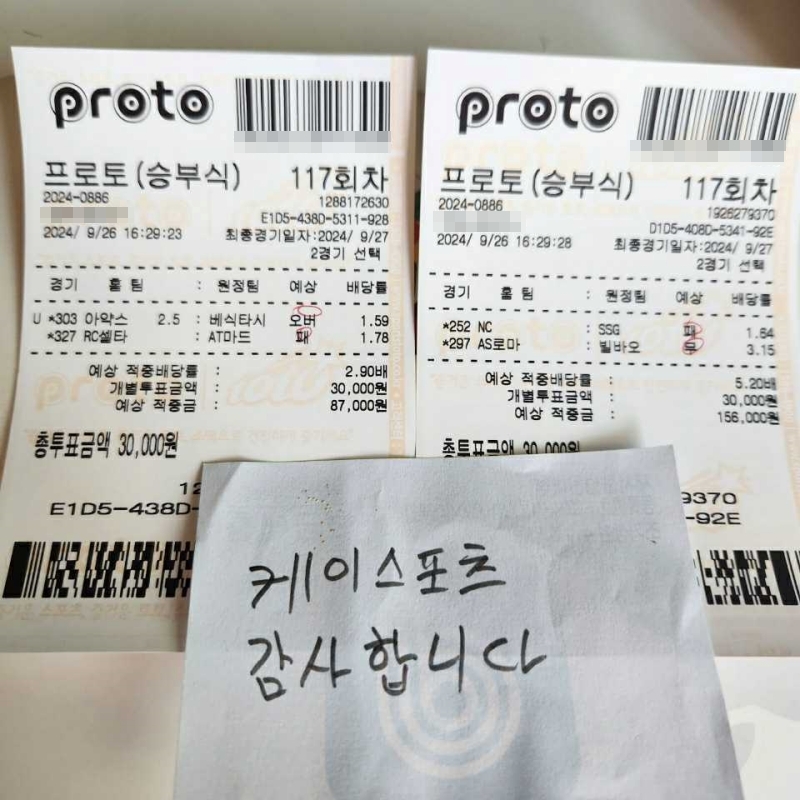 proto
프로토(승부식) 117회차
2024-0886 1288172630
E1D5-438D-5311-928
2024/ 9/26 16:29:23 최종경기일자:2024/ 9/27
2경기 선택
경기 홈 팀 : 원정팀 예상 배당률
U *303 아약스 2.5 : 베식타시 오버 1.59
*327 RC셀타 : AT마드 패 1.78
예상 적중배당률 : 2.90배
개별투표금액 : 30,000원
예상 적중금 : 87,000원
총투표금액 30,000원
E1D5-438D-
proto
프로토(승부식) 117회차
2024-0886 1926279370
D1D5-408D-5341-92E
2024/ 9/26 16:29:28 최종경기일자:2024/ 9/27
2경기 선택
경기 홈 팀 : 원정팀 예상 배당률
*252 NC : SSG 패 1.64
*297 AS로마 : 빌바오 무 3.15
예상 적중배당률 : 5.20배
개별투표금액 : 30,000원
예상 적중금 : 156,000원
총투표금액 30,000원
9370
-92E
케이스포츠
감사합니다